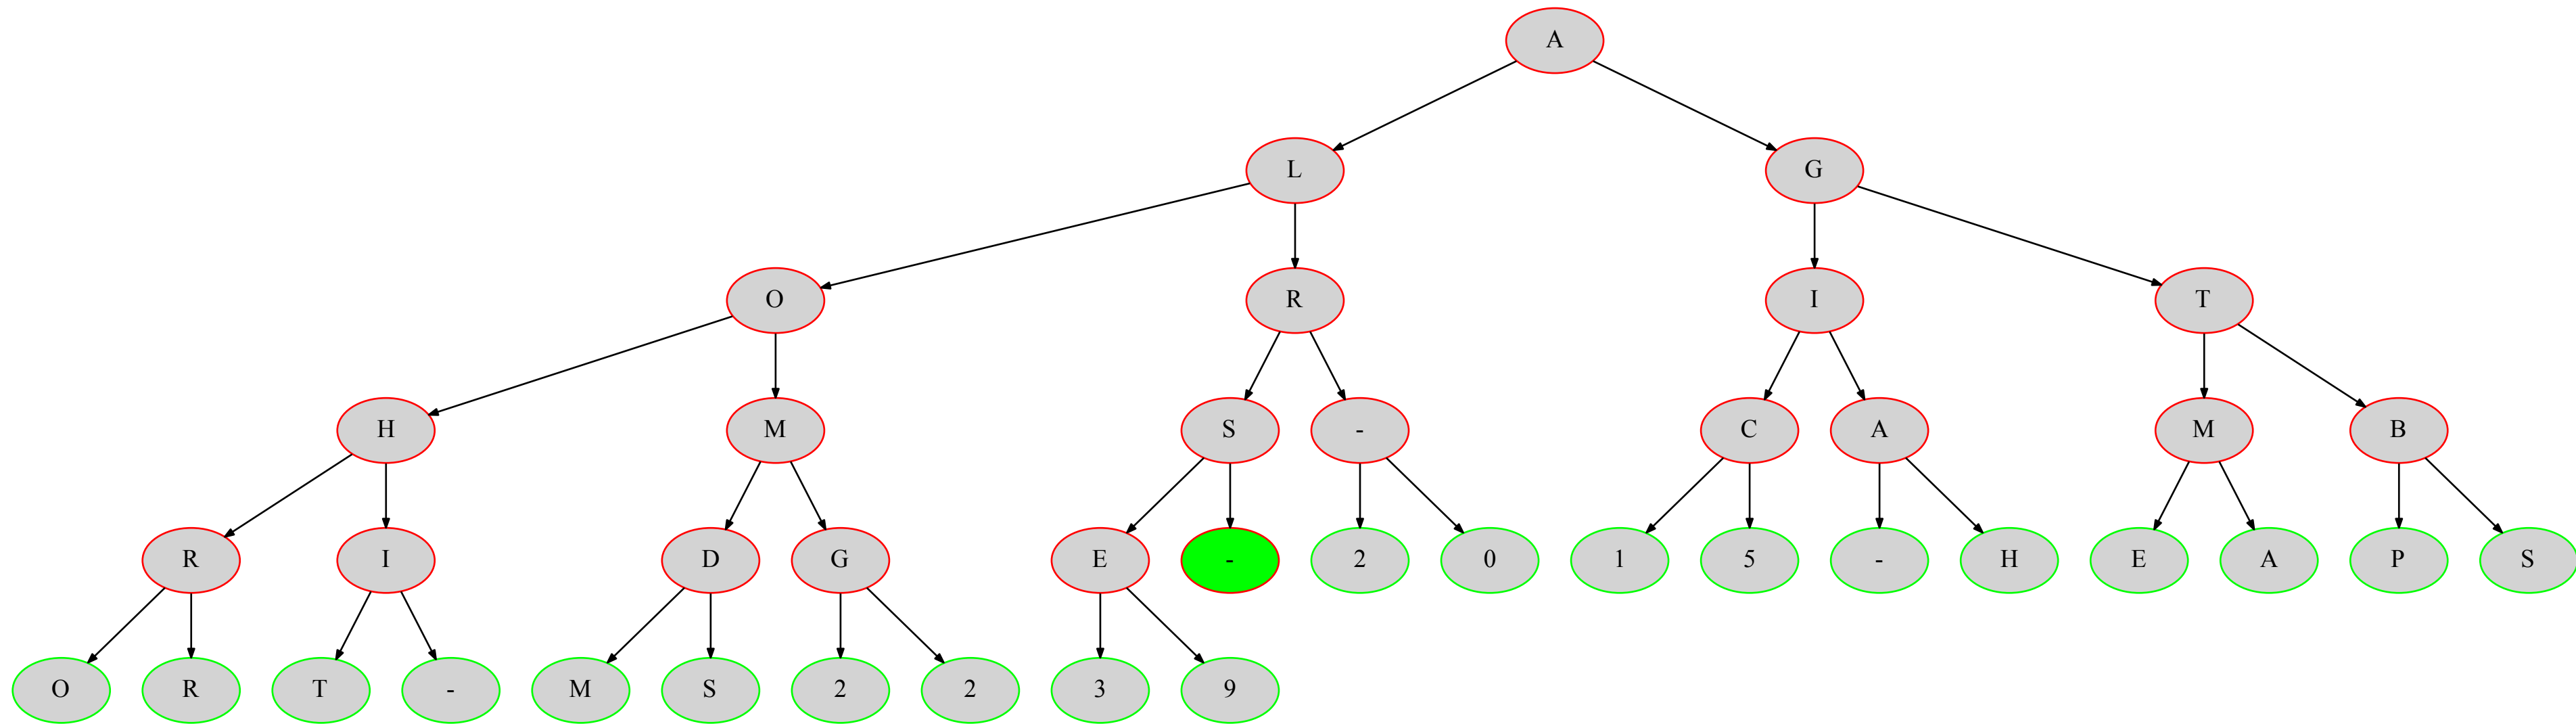 A
L G
O R I T
H M S - C A M B
R I D G E - 2 0 1 5 - H E A P S
O R T - M S 2 2 3 9